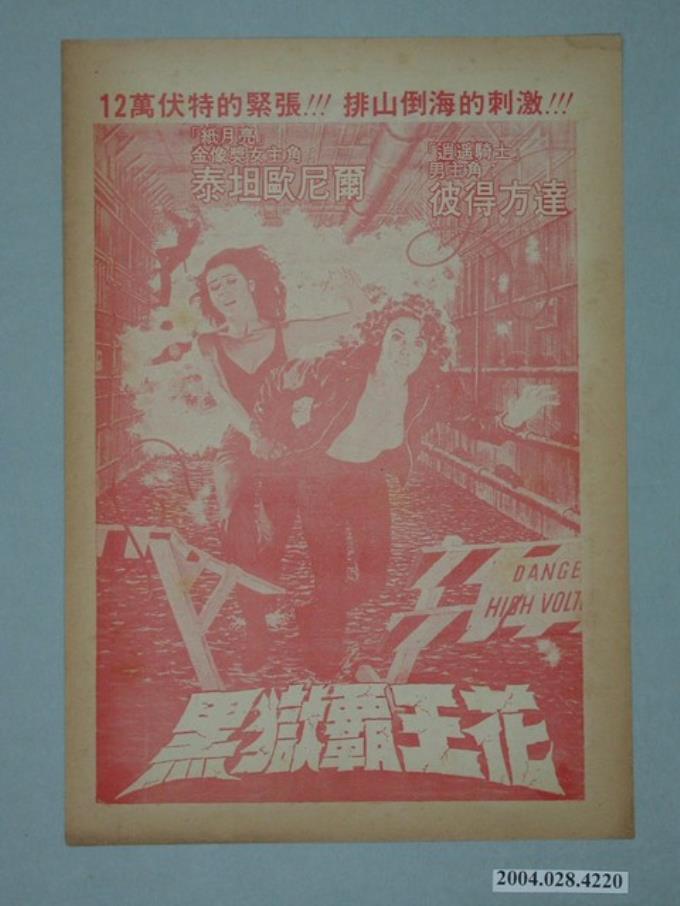 12萬伏特的緊張!!! 排山倒海的刺激!!!
「紙月亮」
金像獎女主角
泰坦歐尼爾
「逍遥騎士」
男主角
彼得方達
DANGE
HIGH VOLT
黑獄霸王花
2004.028.4220